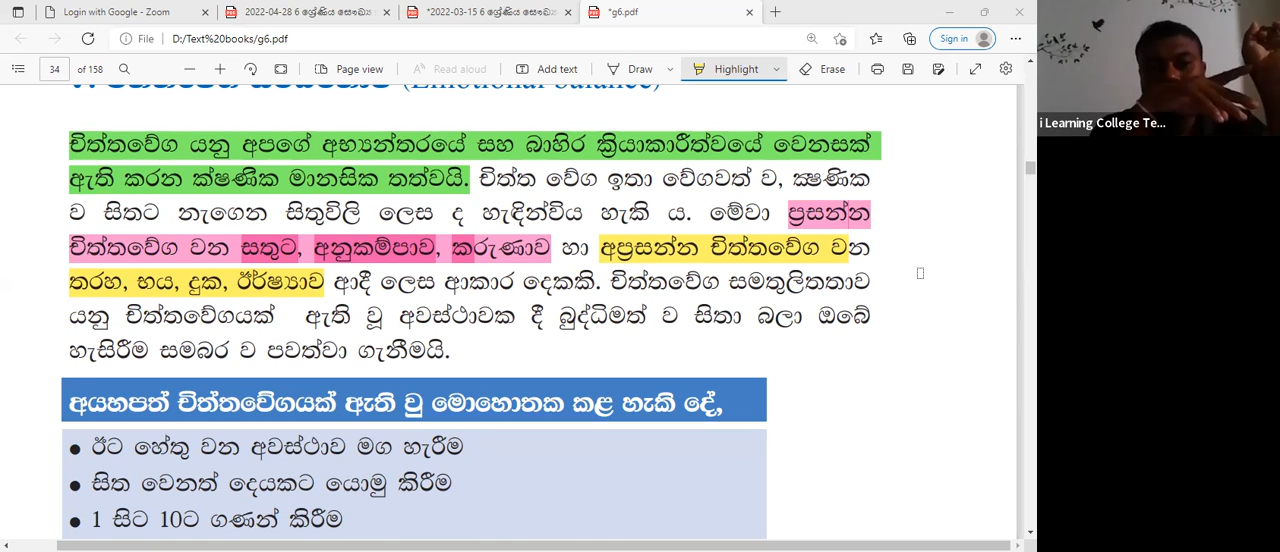 Login with Google - Zoom
2022-04-28 6 ශ්‍රේණිය සෞඛ්‍ය
*2022-03-15 6 ශ්‍රේණිය සෞඛ්‍ය
*g6.pdf
File D:/Text%20books/g6.pdf
Sign in
34 of 158
Page view
Read aloud
Add text
Draw
Highlight
Erase
i Learning College Te...
(Emotional balance)
චිත්තවේග යනු අපගේ අභ්‍යන්තරයේ සහ බාහිර ක්‍රියාකාරීත්වයේ වෙනසක්
ඇති කරන ක්ෂණික මානසික තත්වයි. චිත්ත වේග ඉතා වේගවත් ව, ක්‍ෂණික
ව සිතට නැගෙන සිතුවිලි ලෙස ද හැඳින්විය හැකි ය. මේවා ප්‍රසන්න
චිත්තවේග වන සතුට, අනුකම්පාව, කරුණාව හා අප්‍රසන්න චිත්තවේග වන
තරහ, භය, දුක, ඊර්ෂ්‍යාව ආදී ලෙස ආකාර දෙකකි. චිත්තවේග සමතුලිතතාව
යනු චිත්තවේගයක් ඇති වූ අවස්ථාවක දී බුද්ධිමත් ව සිතා බලා ඔබේ
හැසිරීම සමබර ව පවත්වා ගැනීමයි.
අයහපත් චිත්තවේගයක් ඇති වු මොහොතක කළ හැකි දේ,
● ඊට හේතු වන අවස්ථාව මග හැරීම
● සිත වෙනත් දෙයකට යොමු කිරීම
● 1 සිට 10ට ගණන් කිරීම